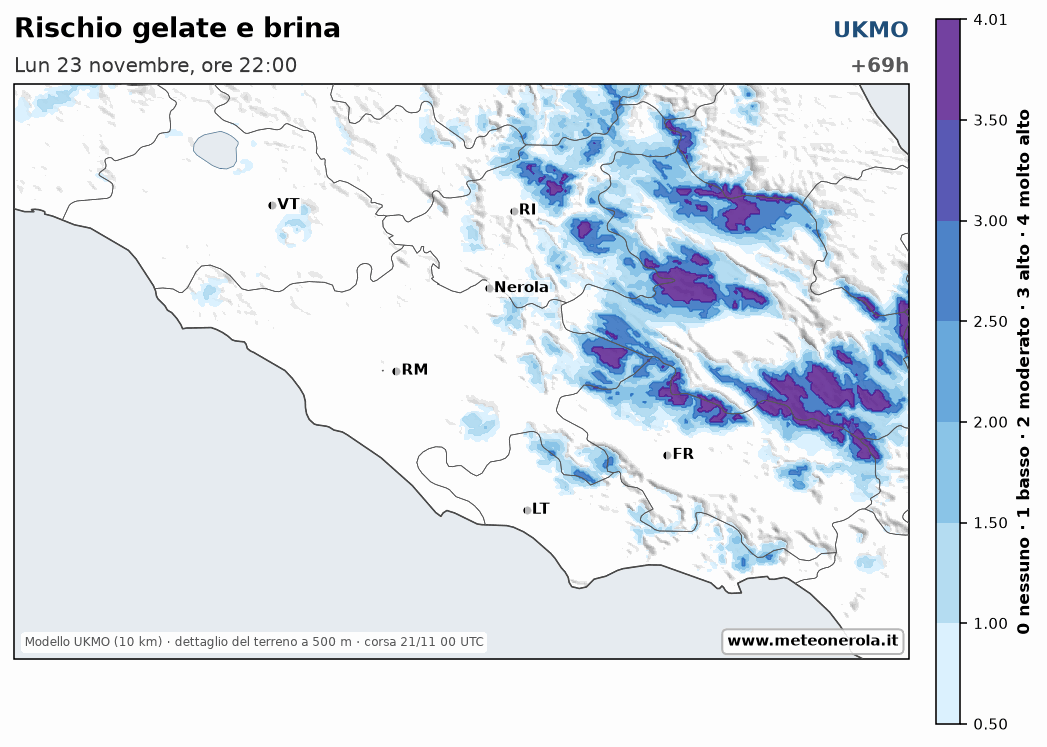 Rischio gelate e brina
UKMO
Lun 23 novembre, ore 22:00
+69h
VT
RI
Nerola
RM
FR
LT
Modello UKMO (10 km) · dettaglio del terreno a 500 m · corsa 21/11 00 UTC
www.meteonerola.it
4.01
3.50
3.00
2.50
2.00
1.50
1.00
0.50
0 nessuno · 1 basso · 2 moderato · 3 alto · 4 molto alto